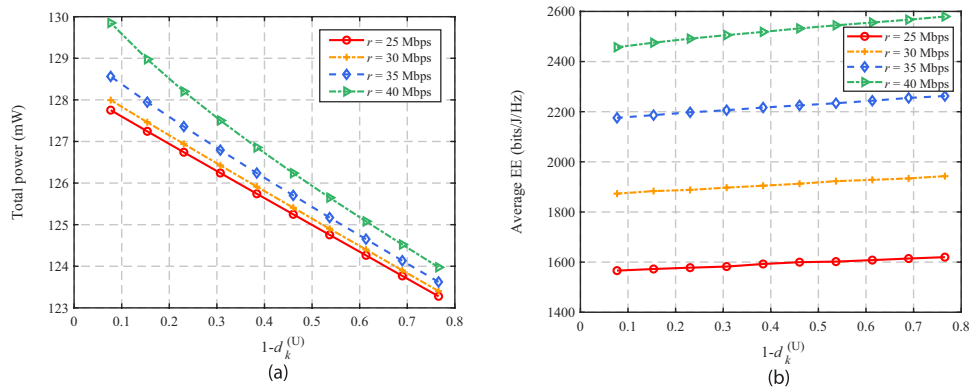 130
129
128
127
126
125
124
123
Total power (mW)
0
0.1
0.2
0.3
0.4
0.5
0.6
0.7
0.8
1-d_k^(U)
r = 25 Mbps
r = 30 Mbps
r = 35 Mbps
r = 40 Mbps
(a)
2600
2400
2200
2000
1800
1600
1400
Average EE (bits/J/Hz)
0
0.1
0.2
0.3
0.4
0.5
0.6
0.7
0.8
1-d_k^(U)
r = 25 Mbps
r = 30 Mbps
r = 35 Mbps
r = 40 Mbps
(b)